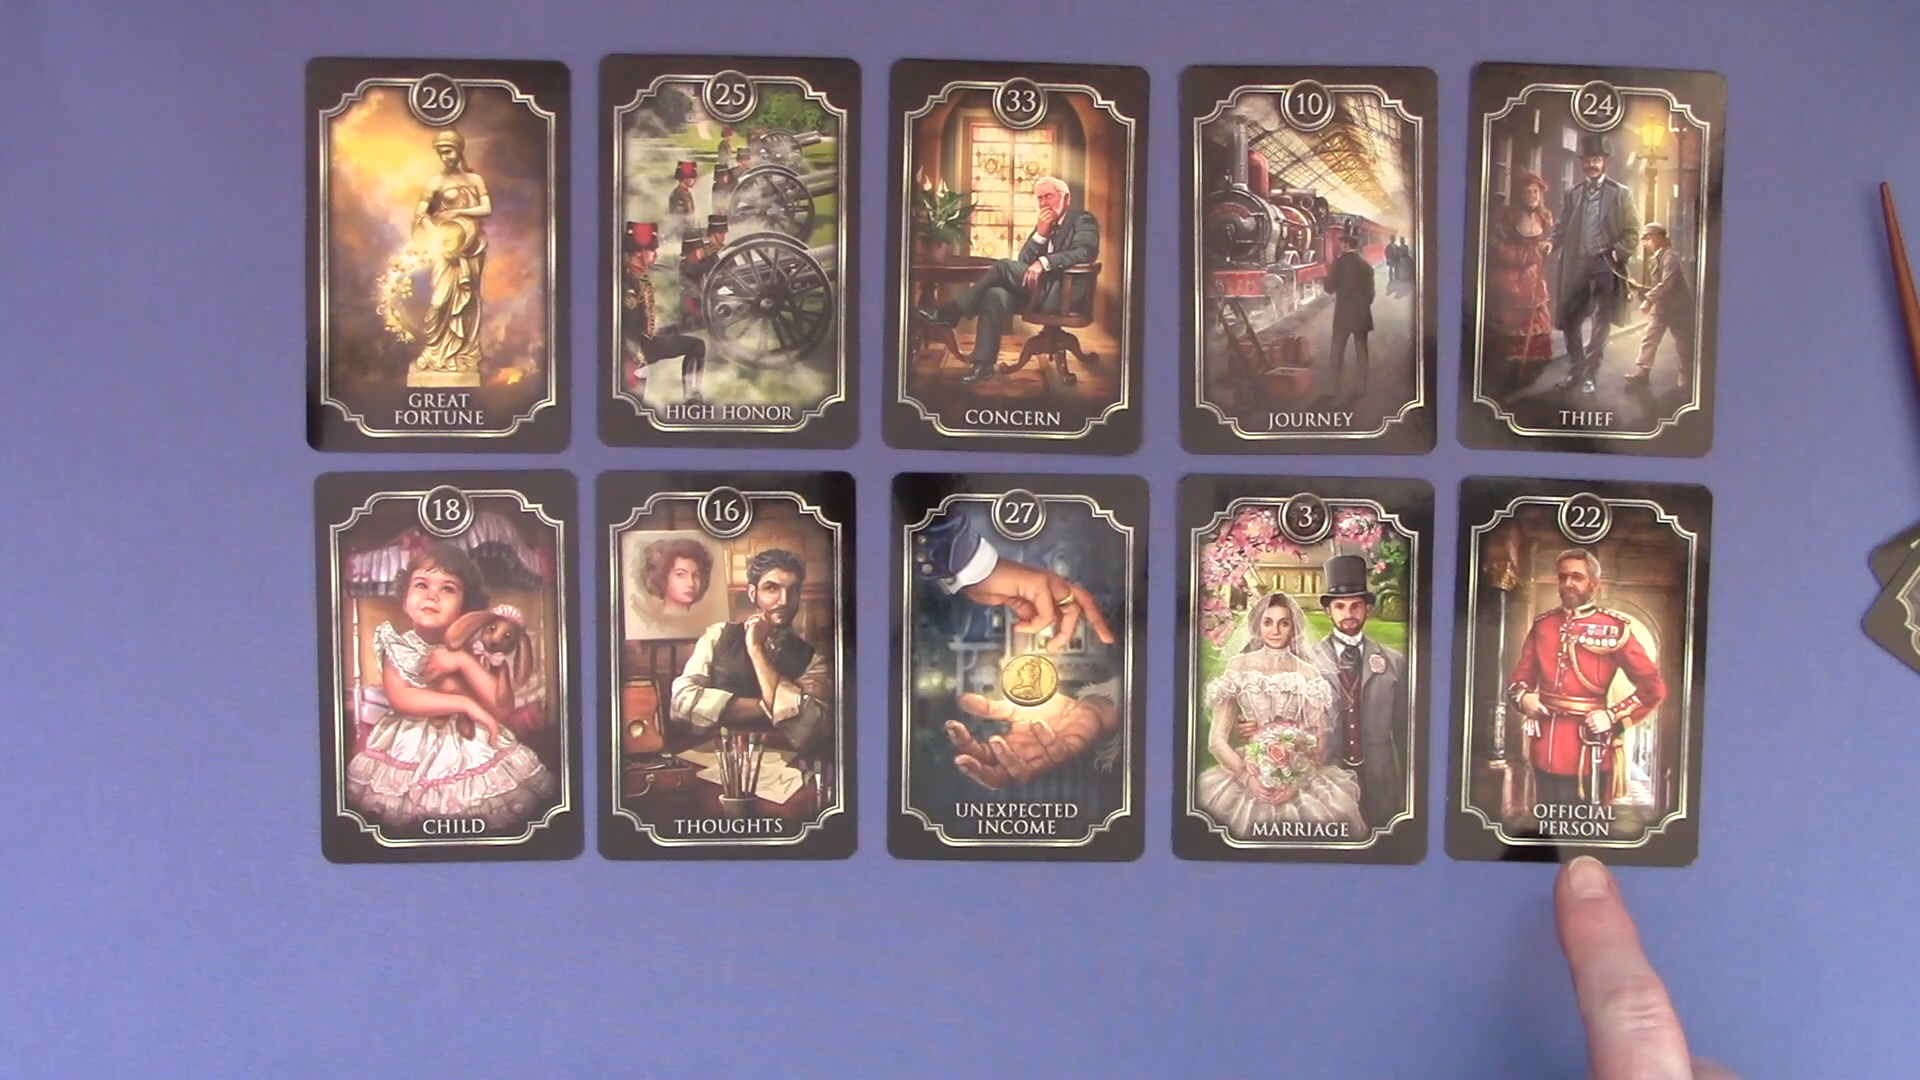 26
GREAT
FORTUNE
25
HIGH HONOR
33
CONCERN
10
JOURNEY
24
THIEF
18
CHILD
16
THOUGHTS
27
UNEXPECTED
INCOME
3
MARRIAGE
22
OFFICIAL
PERSON